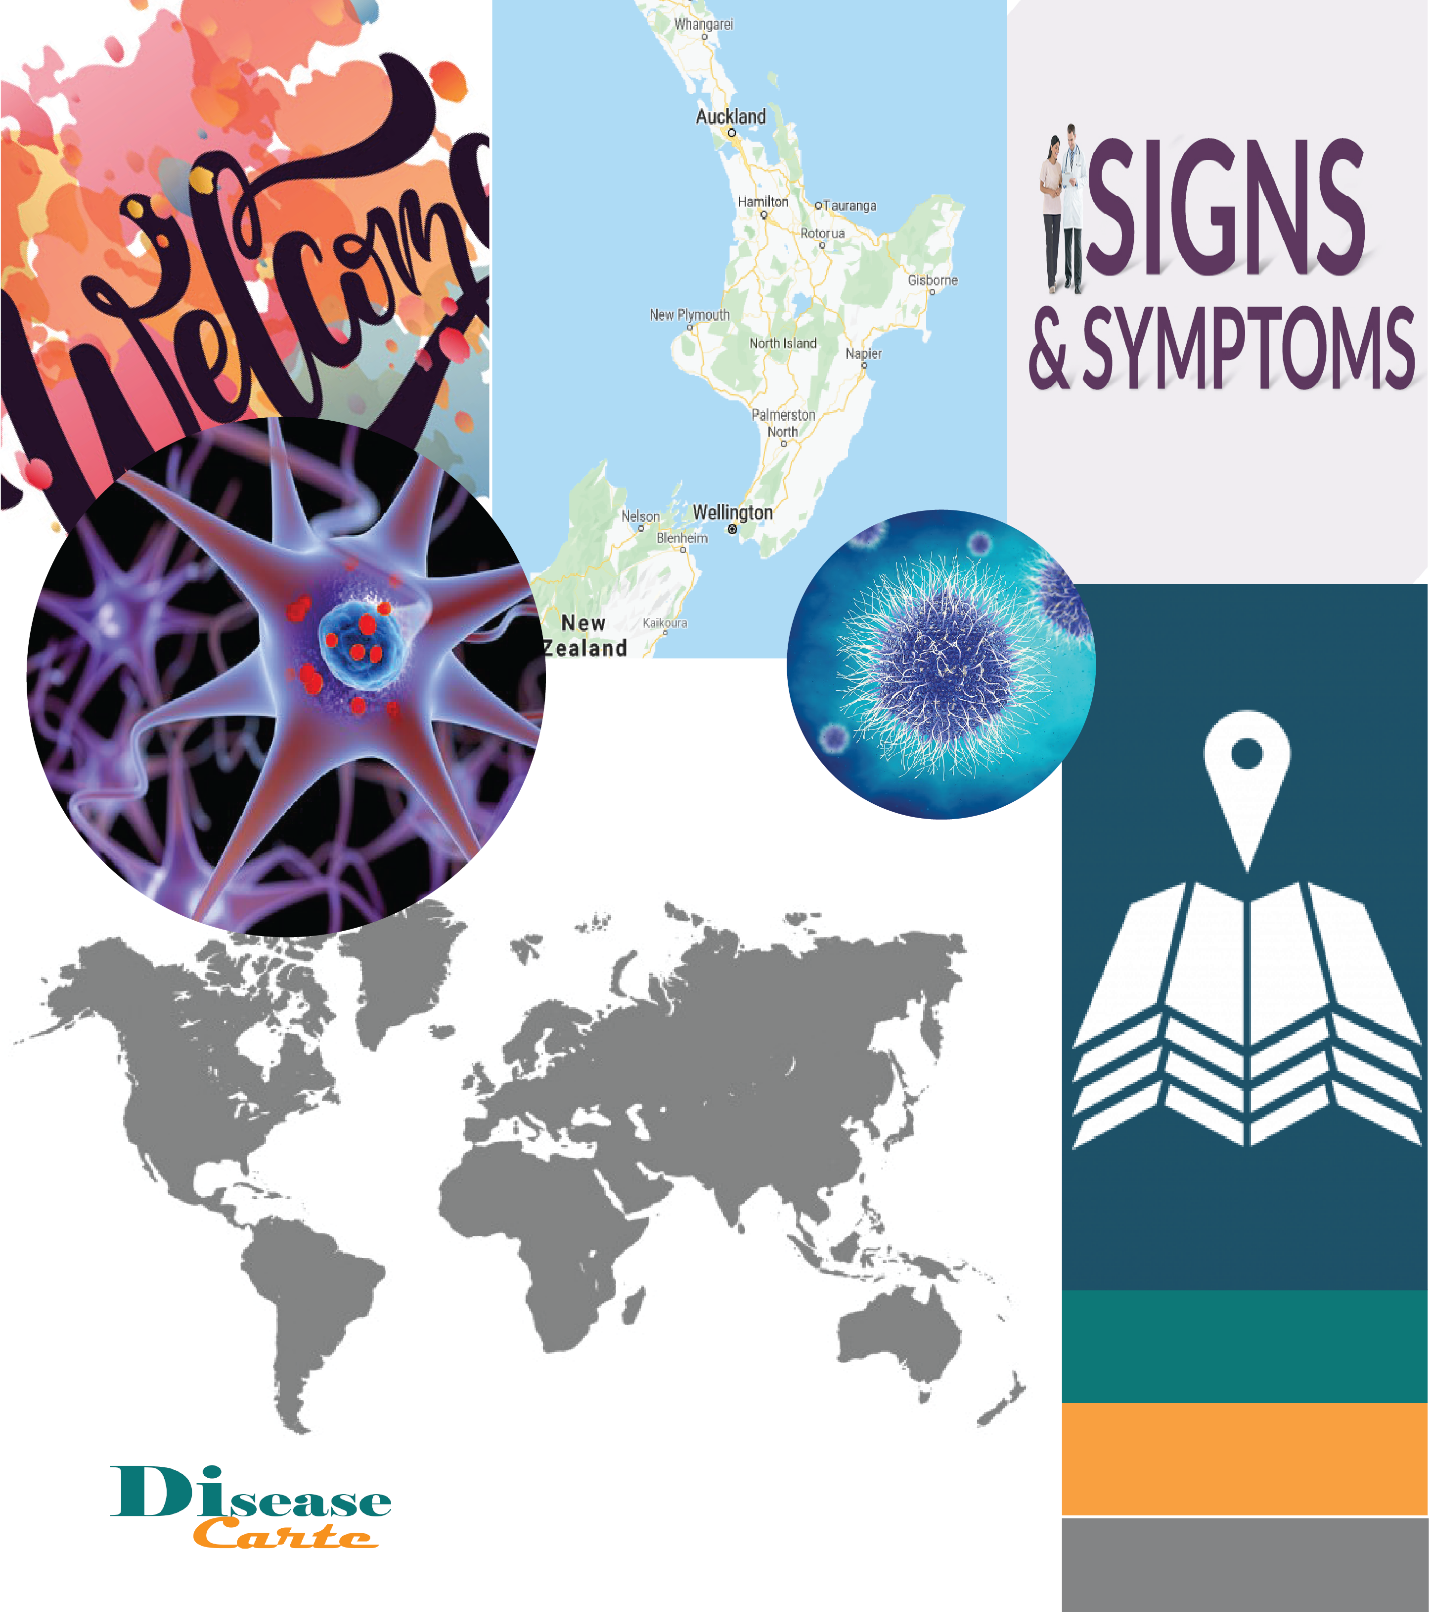 Welcome
Whangarei
Auckland
Hamilton
Tauranga
Rotorua
Gisborne
New Plymouth
North Island
Napier
Palmerston
North
Nelson
Wellington
Blenheim
New
Zealand
Kaikoura
SIGNS
& SYMPTOMS
Disease
Carte